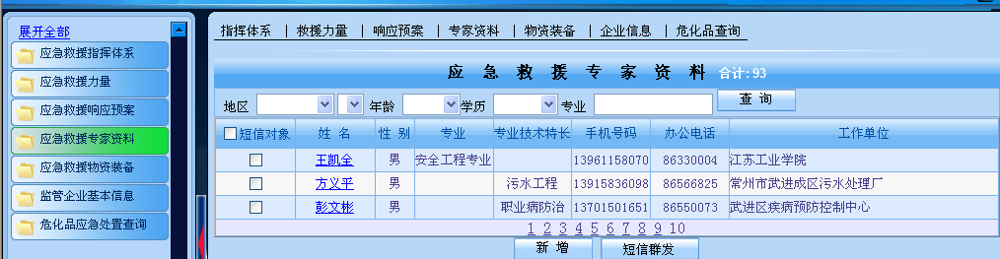 展开全部
应急救援指挥体系
应急救援力量
应急救援响应预案
应急救援专家资料
应急救援物资装备
监管企业基本信息
危化品应急处置查询
指挥体系 | 救援力量 | 响应预案 | 专家资料 | 物资装备 | 企业信息 | 危化品查询
应急救援专家资料 合计:93
地区 年龄 学历 专业 查 询
短信对象 姓 名 性 别 专业 专业技术特长 手机号码 办公电话 工作单位
王凯全 男 安全工程专业 13961158070 86330004 江苏工业学院
方义平 男 污水工程 13915836098 86566825 常州市武进成区污水处理厂
彭文彬 男 职业病防治 13701501651 86550073 武进区疾病预防控制中心
1 2 3 4 5 6 7 8 9 10
新 增 短信群发